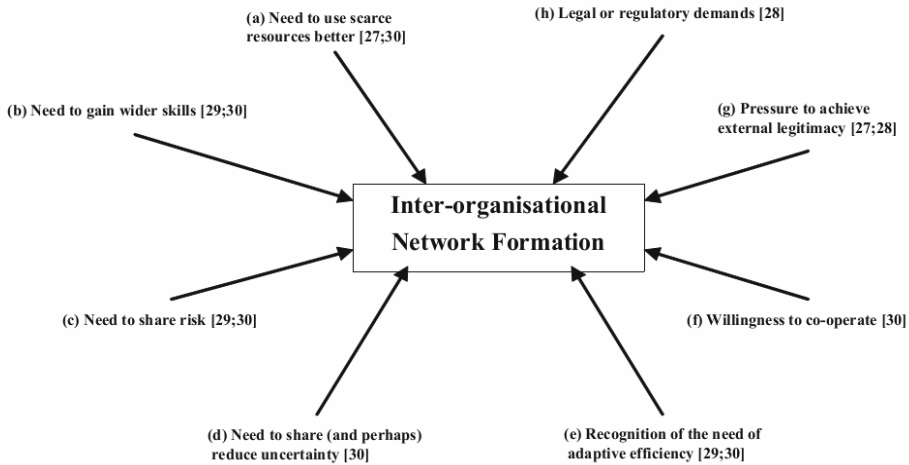 (a) Need to use scarce
resources better [27;30]
(h) Legal or regulatory demands [28]
(b) Need to gain wider skills [29;30]
(g) Pressure to achieve
external legitimacy [27;28]
Inter-organisational
Network Formation
(c) Need to share risk [29;30]
(f) Willingness to co-operate [30]
(d) Need to share (and perhaps)
reduce uncertainty [30]
(e) Recognition of the need of
adaptive efficiency [29;30]